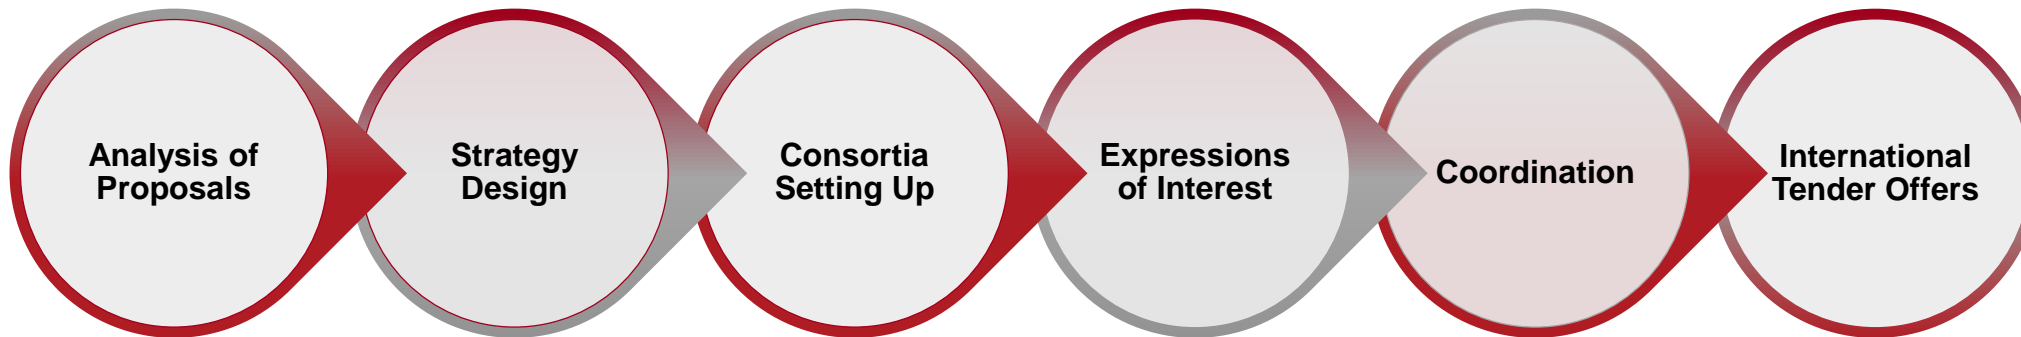 Analysis of
Proposals
Strategy
Design
Consortia
Setting Up
Expressions
of Interest
Coordination
International
Tender Offers